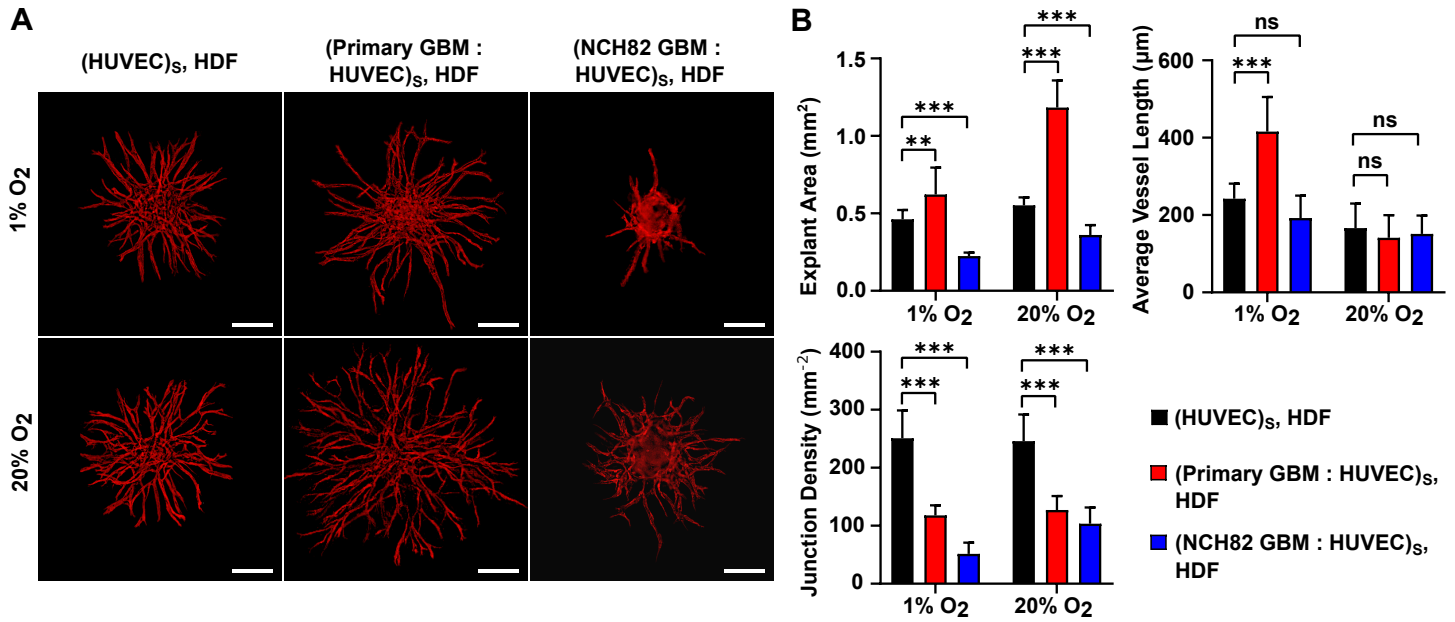 A
(HUVEC)S, HDF
(Primary GBM :
HUVEC)S, HDF
(NCH82 GBM :
HUVEC)S, HDF
1% O2
20% O2
B
Explant Area (mm2)
1.5
1.0
0.5
0.0
***
**
***
***
1% O2
20% O2
Average Vessel Length (µm)
600
400
200
0
ns
***
ns
ns
1% O2
20% O2
Junction Density (mm-2)
400
300
200
100
0
***
***
***
***
1% O2
20% O2
(HUVEC)S, HDF
(Primary GBM : HUVEC)S,
HDF
(NCH82 GBM : HUVEC)S,
HDF